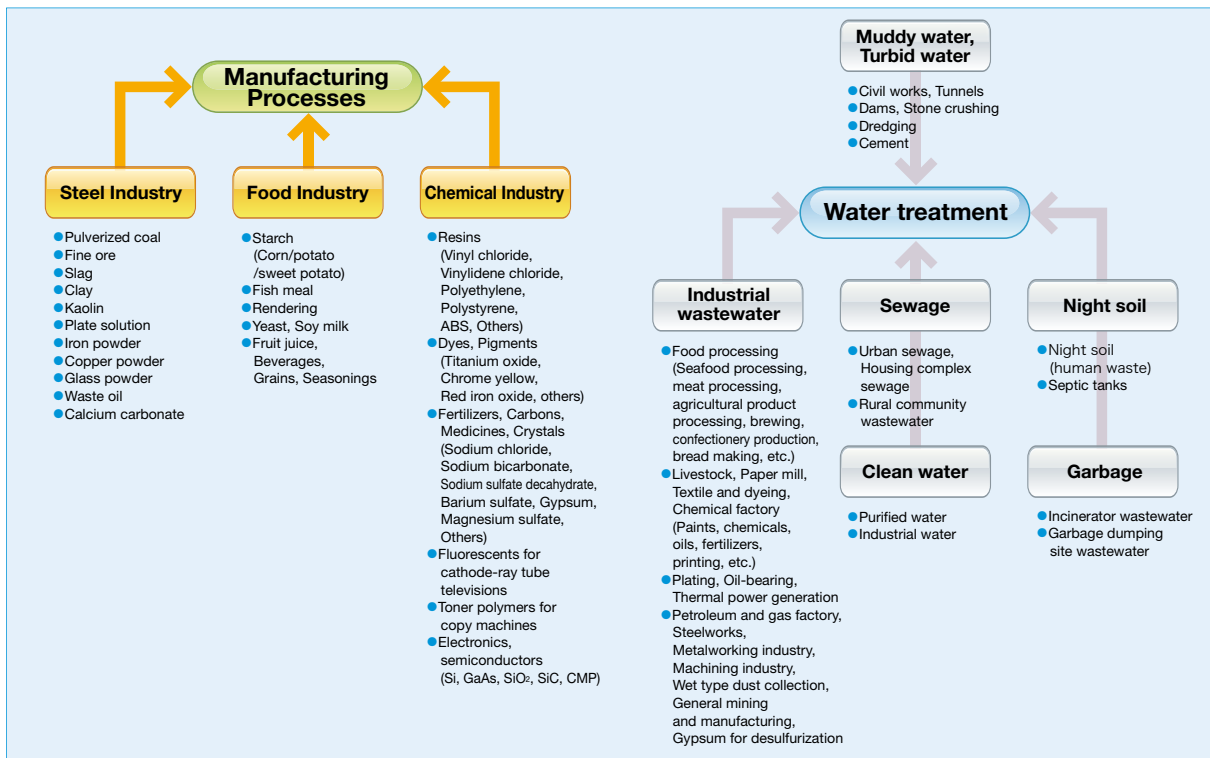 Manufacturing
Processes
Steel Industry
●Pulverized coal
●Fine ore
●Slag
●Clay
●Kaolin
●Plate solution
●Iron powder
●Copper powder
●Glass powder
●Waste oil
●Calcium carbonate
Food Industry
●Starch
(Corn/potato
/sweet potato)
●Fish meal
●Rendering
●Yeast, Soy milk
●Fruit juice,
Beverages,
Grains, Seasonings
Chemical Industry
●Resins
(Vinyl chloride,
Vinylidene chloride,
Polyethylene,
Polystyrene,
ABS, Others)
●Dyes, Pigments
(Titanium oxide,
Chrome yellow,
Red iron oxide, others)
●Fertilizers, Carbons,
Medicines, Crystals
(Sodium chloride,
Sodium bicarbonate,
Sodium sulfate decahydrate,
Barium sulfate, Gypsum,
Magnesium sulfate,
Others)
●Fluorescents for
cathode-ray tube
televisions
●Toner polymers for
copy machines
●Electronics,
semiconductors
(Si, GaAs, SiO₂, SiC, CMP)
Muddy water,
Turbid water
●Civil works, Tunnels
●Dams, Stone crushing
●Dredging
●Cement
Water treatment
Industrial
wastewater
●Food processing
(Seafood processing,
meat processing,
agricultural product
processing, brewing,
confectionery production,
bread making, etc.)
●Livestock, Paper mill,
Textile and dyeing,
Chemical factory
(Paints, chemicals,
oils, fertilizers,
printing, etc.)
●Plating, Oil-bearing,
Thermal power generation
●Petroleum and gas factory,
Steelworks,
Metalworking industry,
Machining industry,
Wet type dust collection,
General mining
and manufacturing,
Gypsum for desulfurization
Sewage
●Urban sewage,
Housing complex
sewage
●Rural community
wastewater
Clean water
●Purified water
●Industrial water
Night soil
●Night soil
(human waste)
●Septic tanks
Garbage
●Incinerator wastewater
●Garbage dumping
site wastewater